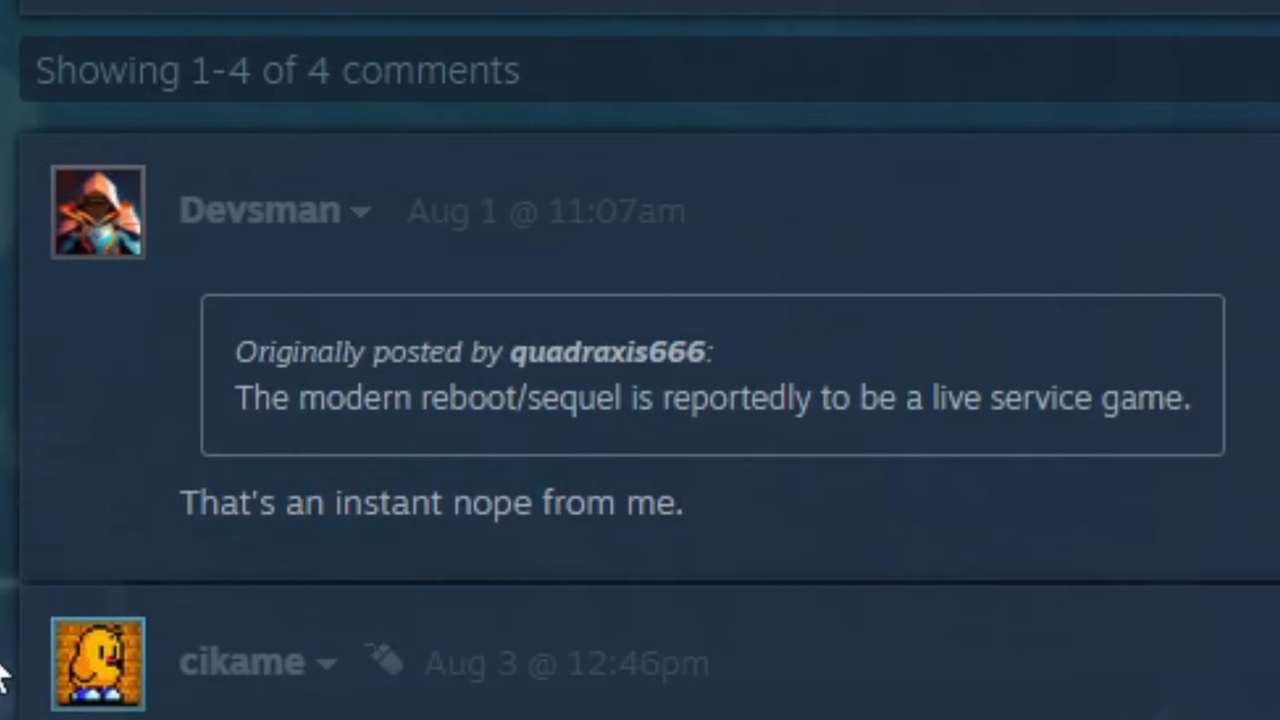 Showing 1-4 of 4 comments
Devsman Aug 1 @ 11:07am
Originally posted by quadraxis666:
The modern reboot/sequel is reportedly to be a live service game.
That's an instant nope from me.
cikame Aug 3 @ 12:46pm